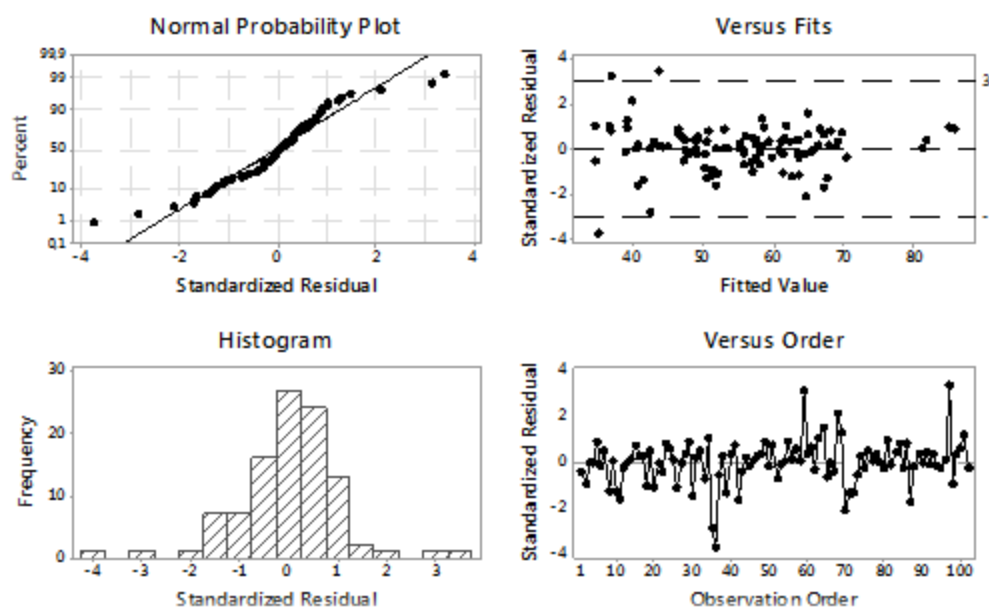 Normal Probability Plot
99,9
99
90
50
10
1
0,1
Percent
-4 -2 0 2 4
Standardized Residual
Versus Fits
4
2
0
-2
-4
3
-
Standardized Residual
40 50 60 70 80
Fitted Value
Histogram
30
20
10
0
Frequency
-4 -3 -2 -1 0 1 2 3
Standardized Residual
Versus Order
4
2
0
-2
-4
Standardized Residual
1 10 20 30 40 50 60 70 80 90 100
Observation Order